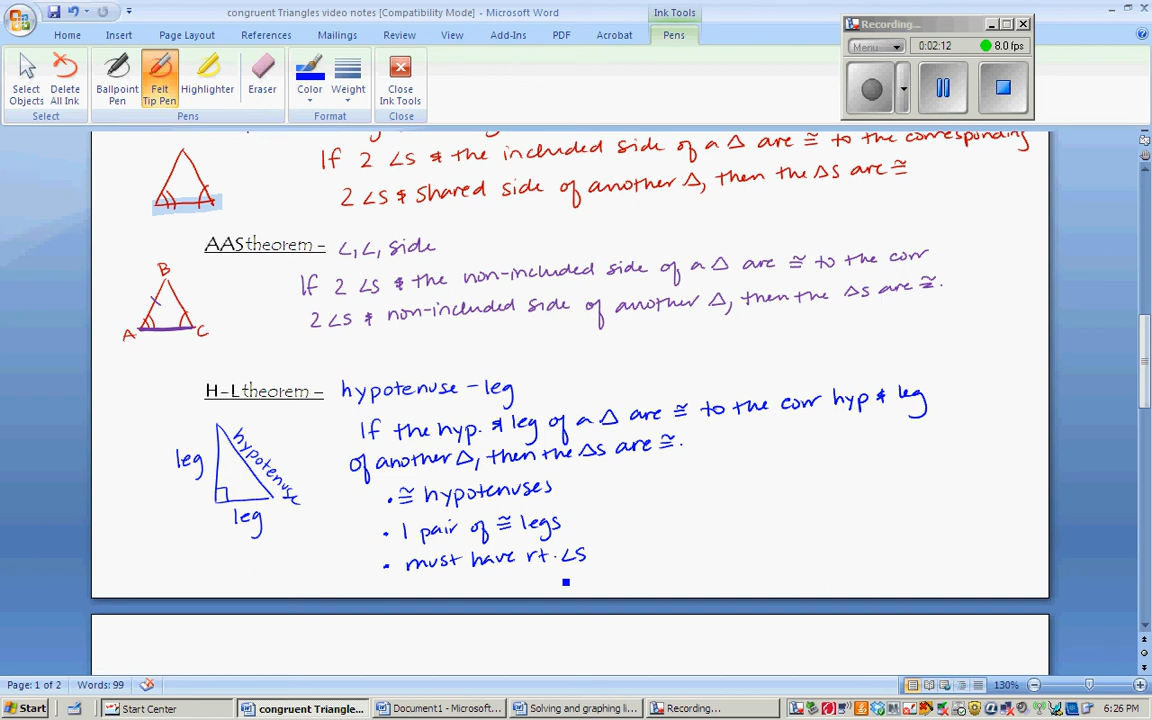 congruent Triangles video notes [Compatibility Mode] - Microsoft Word
Ink Tools
Home Insert Page Layout References Mailings Review View Add-Ins PDF Acrobat Pens
Recording...
Menu 0:02:12 8.0 fps
Select Objects
Delete All Ink
Ballpoint Pen
Felt Tip Pen
Highlighter
Eraser
Color
Weight
Close Ink Tools
Select Pens Format Close
If 2 ∠s & the included side of a △ are ≅ to the corresponding
2 ∠s & shared side of another △, then the △s are ≅
AAS theorem – ∠,∠, side
If 2 ∠s & the non-included side of a △ are ≅ to the corr
2 ∠s & non-included side of another △, then the △s are ≅.
B
A
C
H-L theorem – hypotenuse – leg
If the hyp. & leg of a △ are ≅ to the corr hyp & leg
of another △, then the △s are ≅.
leg
hypotenuse
leg
• ≅ hypotenuses
• 1 pair of ≅ legs
• must have rt. ∠s
Page: 1 of 2 Words: 99 130%
Start Start Center congruent Triangle... Document1 - Microsoft... Solving and graphing li... Recording... 6:26 PM